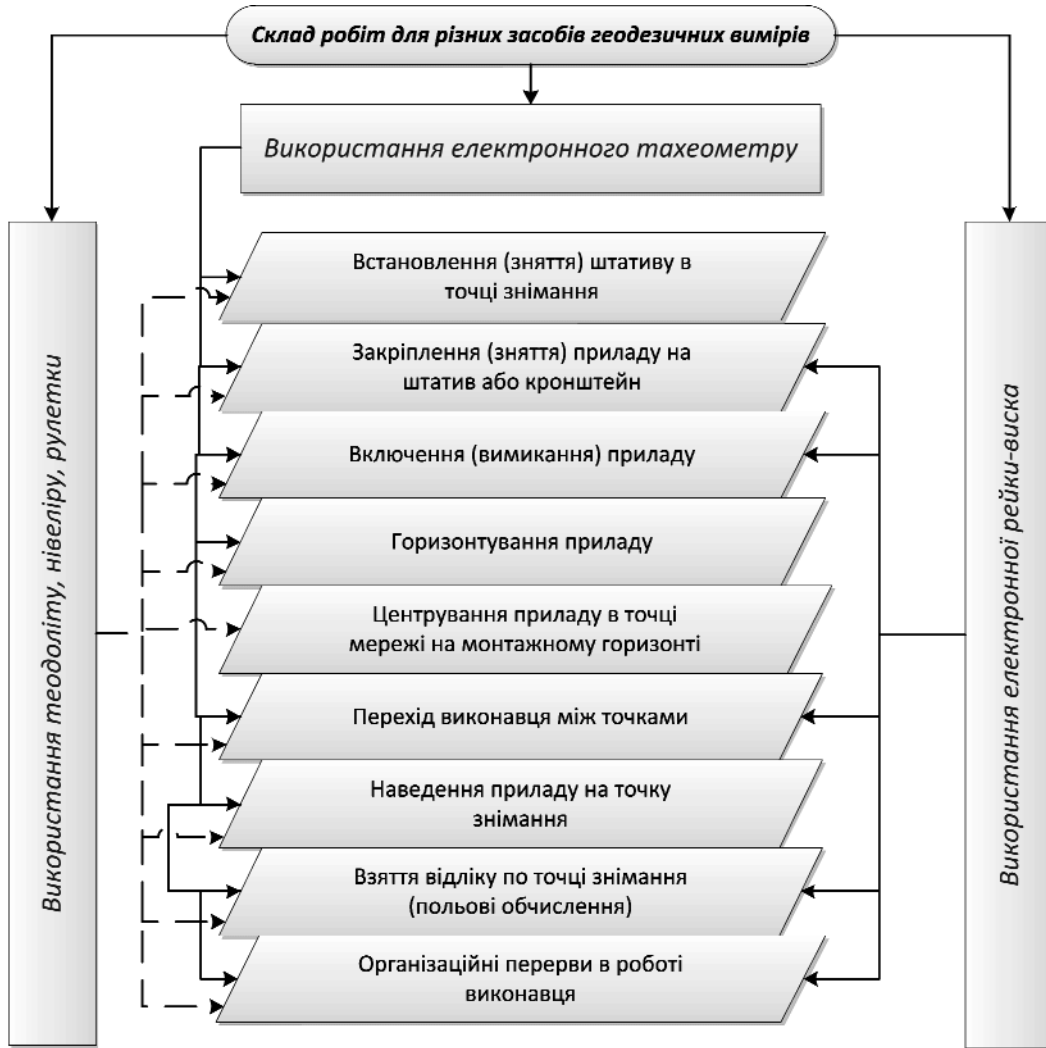 Склад робіт для різних засобів геодезичних вимірів
Використання електронного тахеометру
Використання теодоліту, нівеліру, рулетки
Встановлення (зняття) штативу в
точці знімання
Закріплення (зняття) приладу на
штатив або кронштейн
Включення (вимикання) приладу
Горизонтування приладу
Центрування приладу в точці
мережі на монтажному горизонті
Перехід виконавця між точками
Наведення приладу на точку
знімання
Взяття відліку по точці знімання
(польові обчислення)
Організаційні перерви в роботі
виконавця
Використання електронної рейки-виска